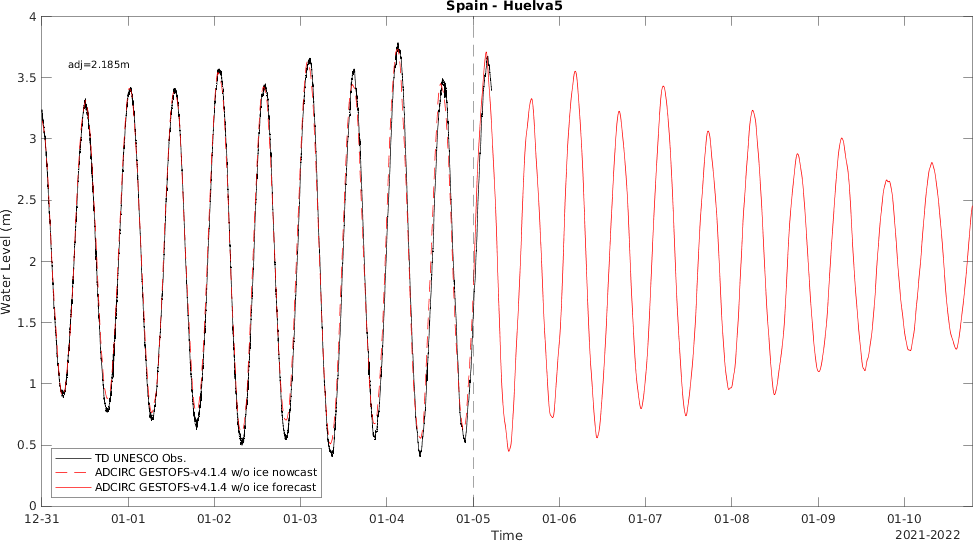 Spain - Huelva5
4
3.5
3
2.5
2
1.5
1
0.5
0
Water Level (m)
adj=2.185m
TD UNESCO Obs.
ADCIRC GESTOFS-v4.1.4 w/o ice nowcast
ADCIRC GESTOFS-v4.1.4 w/o ice forecast
12-31 01-01 01-02 01-03 01-04 01-05 01-06 01-07 01-08 01-09 01-10
Time
2021-2022